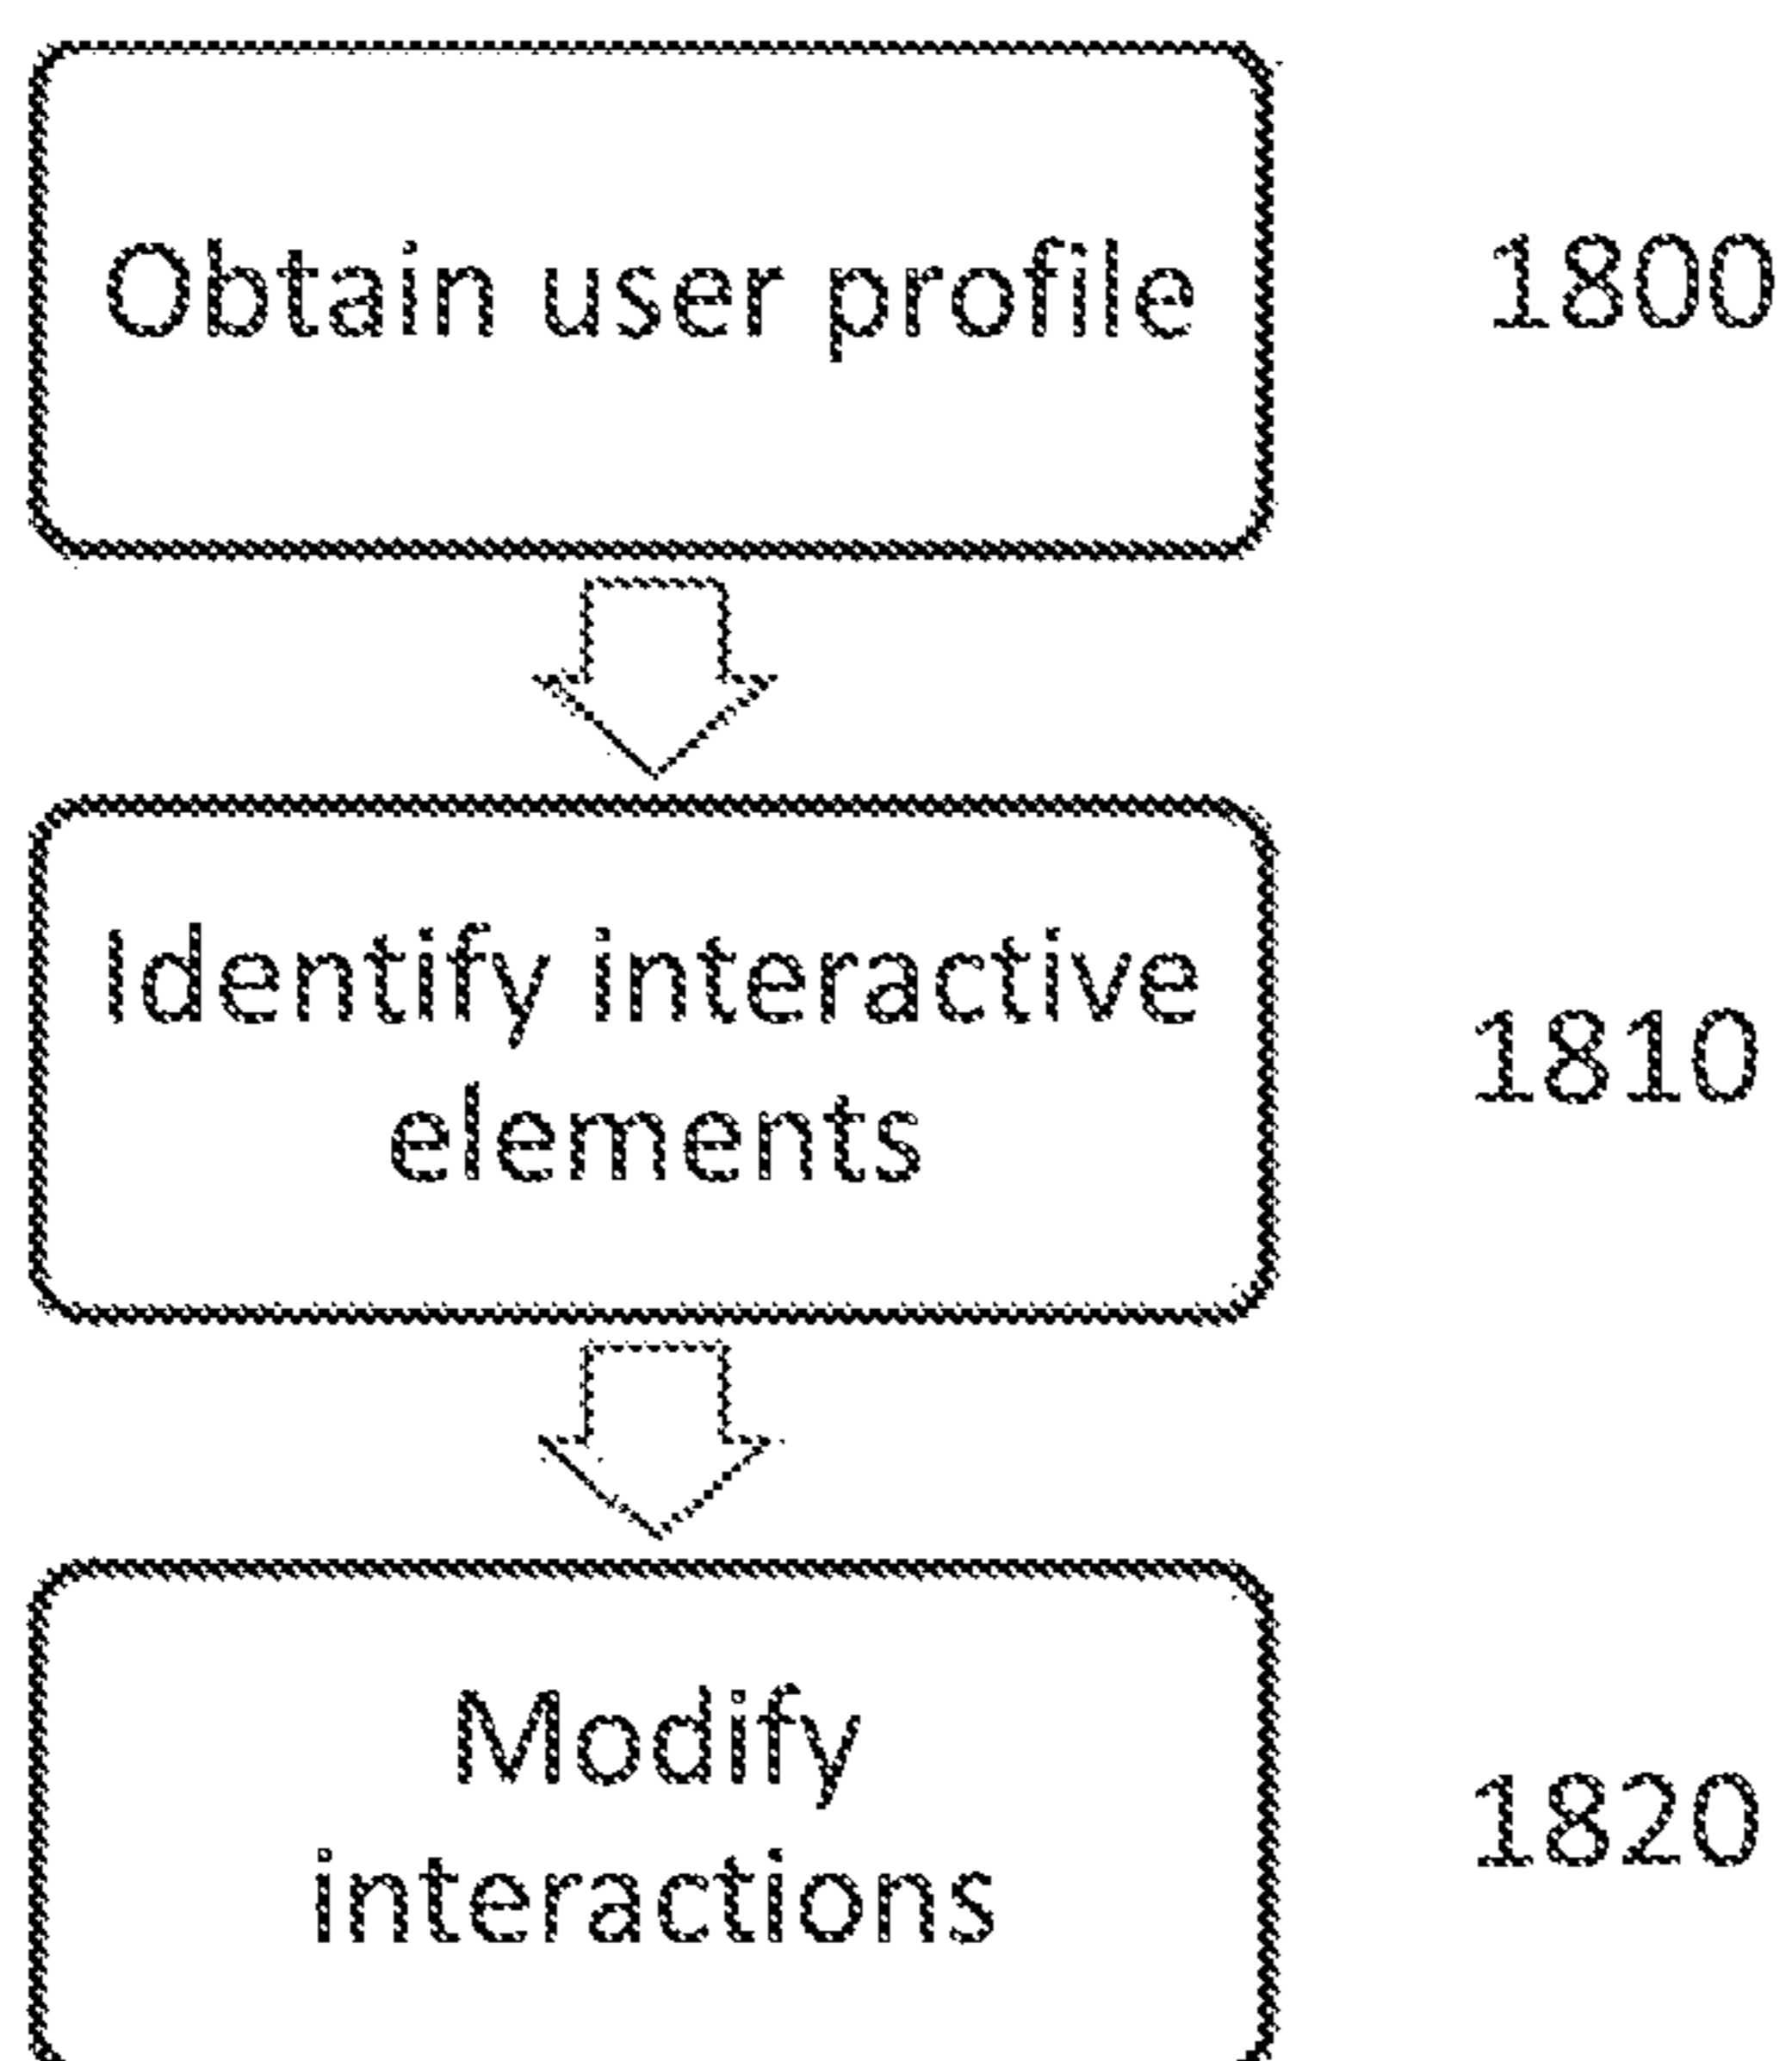 Obtain user profile
1800
Identify interactive
elements
1810
Modify
interactions
1820